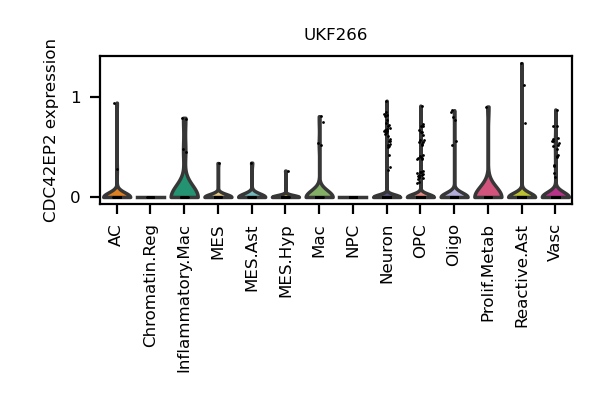 UKF266
CDC42EP2 expression
1
0
AC
Chromatin.Reg
Inflammatory.Mac
MES
MES.Ast
MES.Hyp
Mac
NPC
Neuron
OPC
Oligo
Prolif.Metab
Reactive.Ast
Vasc